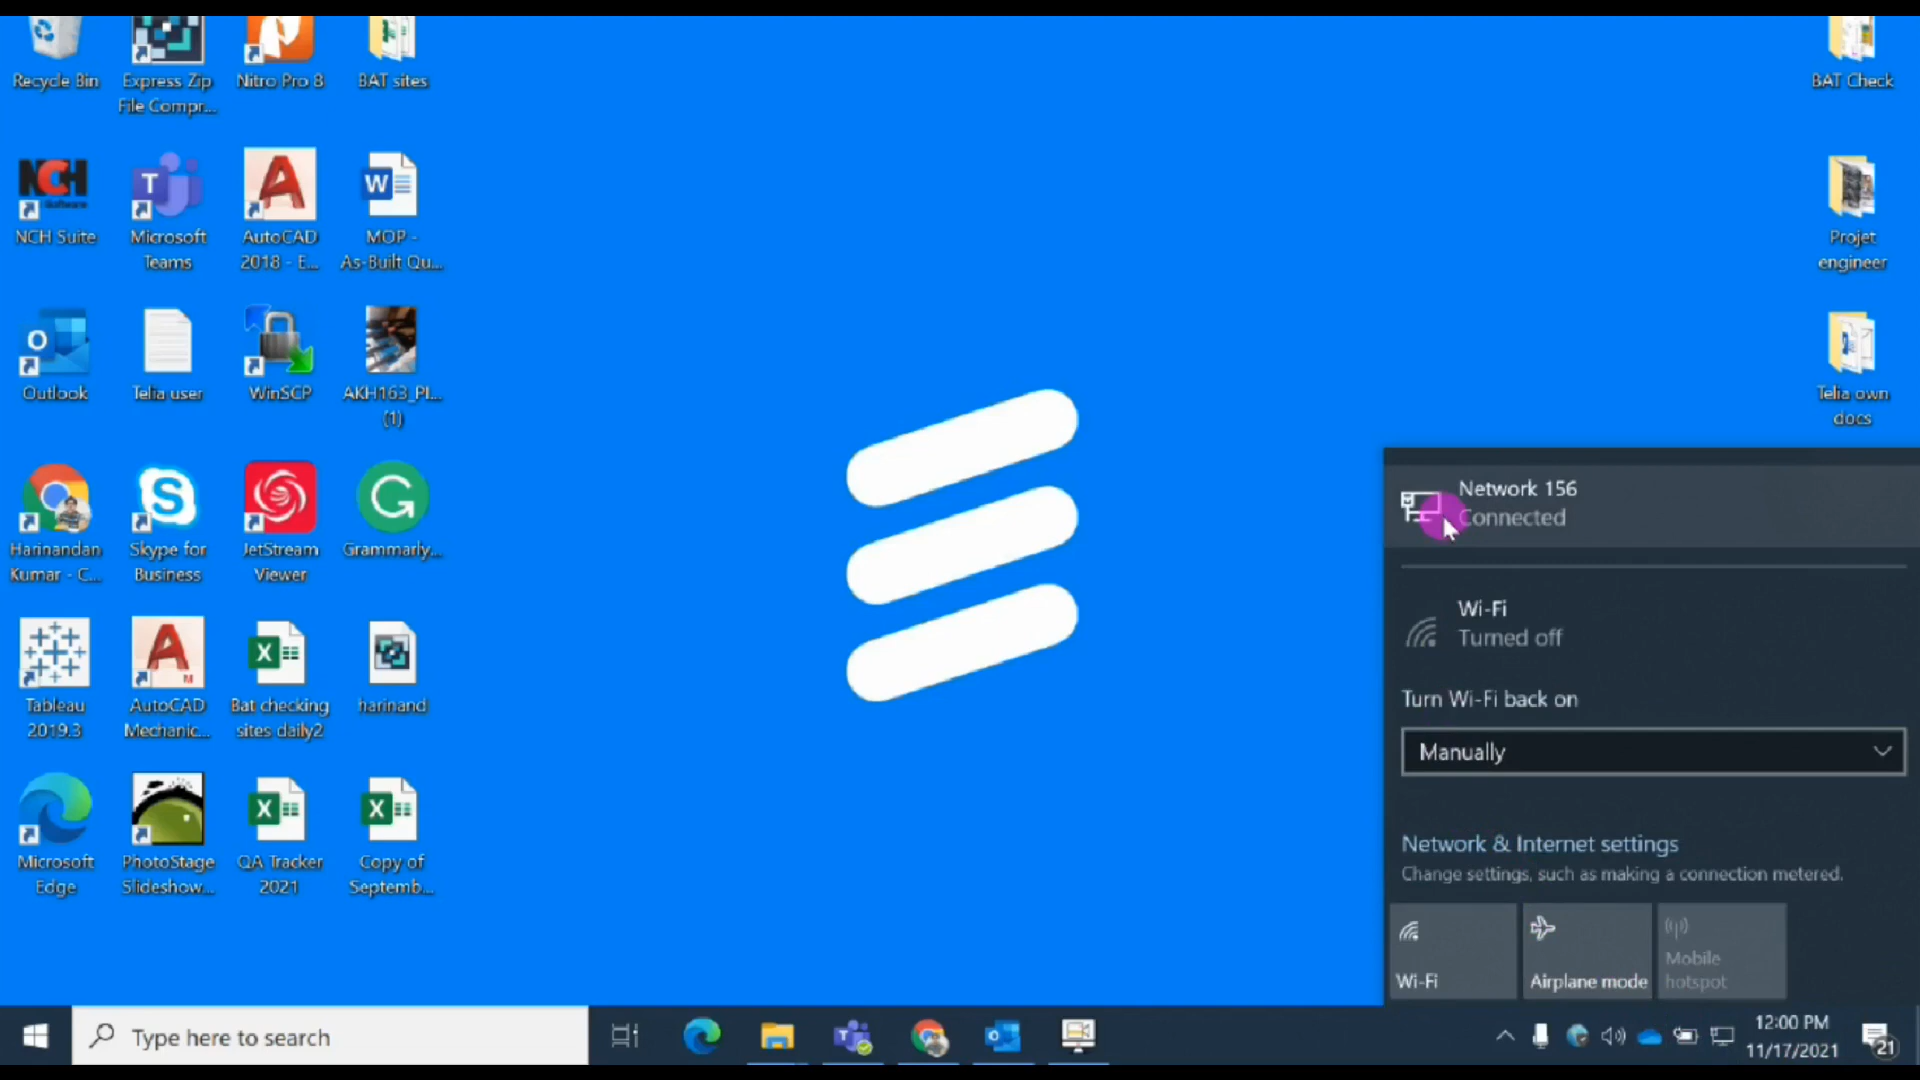 Recycle Bin
Express Zip
File Compr...
Nitro Pro 8
BAT sites
NCH
Software
NCH Suite
Microsoft
Teams
AutoCAD
2018 - E...
MOP -
As-Built Qu...
Outlook
Telia user
WinSCP
AKH163_Pl...
(1)
Harinandan
Kumar - C...
Skype for
Business
JetStream
Viewer
Grammarly...
Tableau
2019.3
AutoCAD
Mechanic...
Bat checking
sites daily2
harinand
Microsoft
Edge
PhotoStage
Slideshow...
QA Tracker
2021
Copy of
Septemb...
BAT Check
Projet
engineer
Telia own
docs
Network 156
Connected
Wi-Fi
Turned off
Turn Wi-Fi back on
Manually
Network & Internet settings
Change settings, such as making a connection metered.
Wi-Fi
Airplane mode
Mobile
hotspot
Type here to search
12:00 PM
11/17/2021
21